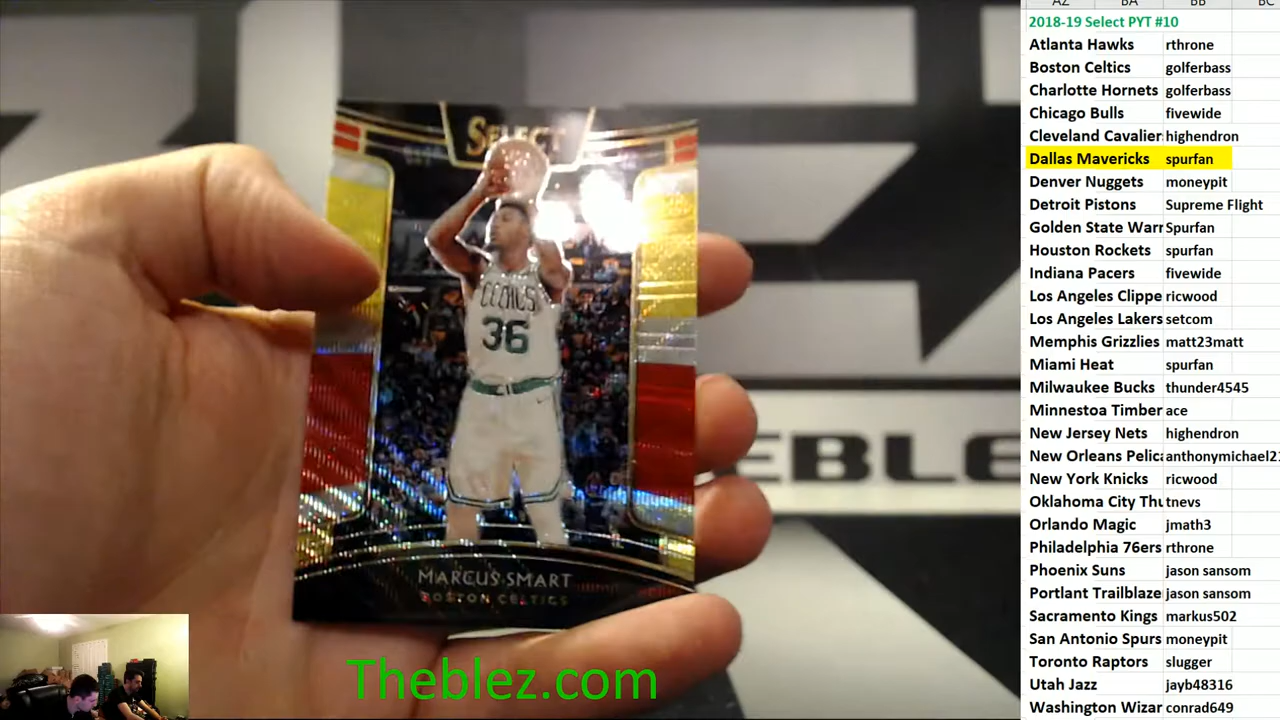 SELECT
CELTICS
36
MARCUS SMART
BOSTON CELTICS
EBLE
Theblez.com
AZ BA BB BC
2018-19 Select PYT #10
Atlanta Hawks rthrone
Boston Celtics golferbass
Charlotte Hornets golferbass
Chicago Bulls fivewide
Cleveland Cavalier highendron
Dallas Mavericks spurfan
Denver Nuggets moneypit
Detroit Pistons Supreme Flight
Golden State Warr Spurfan
Houston Rockets spurfan
Indiana Pacers fivewide
Los Angeles Clippe ricwood
Los Angeles Lakers setcom
Memphis Grizzlies matt23matt
Miami Heat spurfan
Milwaukee Bucks thunder4545
Minnestoa Timber ace
New Jersey Nets highendron
New Orleans Pelica anthonymichael21
New York Knicks ricwood
Oklahoma City Thu tnevs
Orlando Magic jmath3
Philadelphia 76ers rthrone
Phoenix Suns jason sansom
Portlant Trailblaze jason sansom
Sacramento Kings markus502
San Antonio Spurs moneypit
Toronto Raptors slugger
Utah Jazz jayb48316
Washington Wizar conrad649